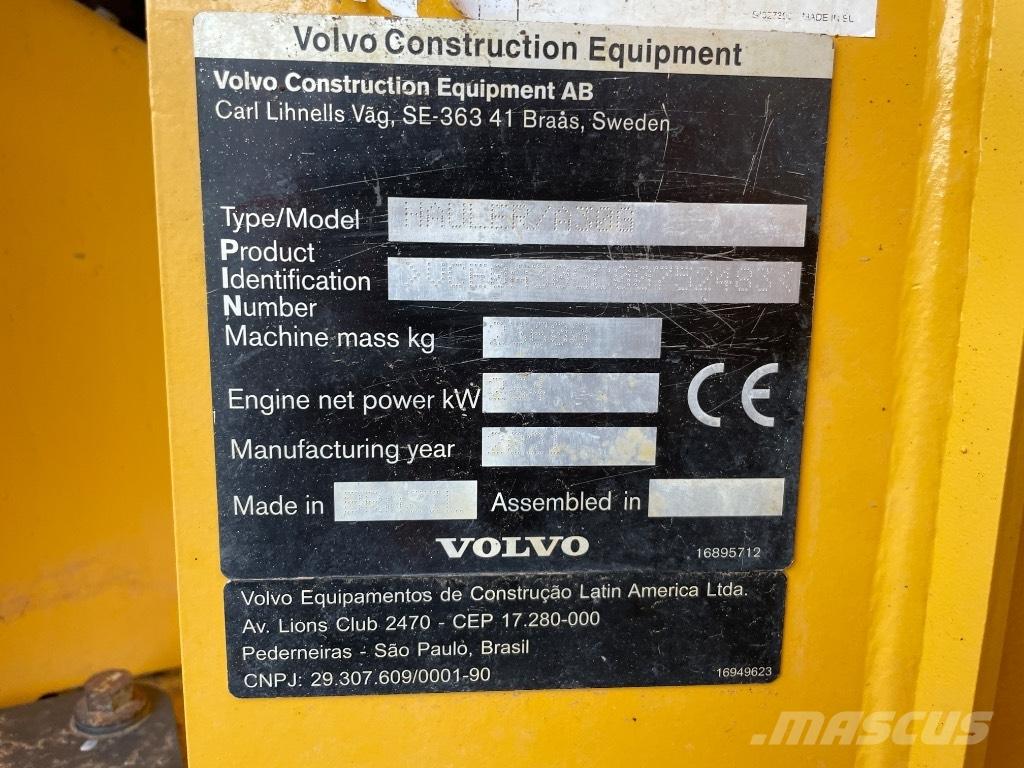 MADE IN
Volvo Construction Equipment
Volvo Construction Equipment AB
Carl Lihnells Väg, SE-363 41 Braås, Sweden
Type/Model HAULER/A30G
Product
Identification
Number
Machine mass kg
Engine net power kW
Manufacturing year
Made in Assembled in
CE
VOLVO 16895712
Volvo Equipamentos de Construção Latin America Ltda.
Av. Lions Club 2470 - CEP 17.280-000
Pederneiras - São Paulo, Brasil
CNPJ: 29.307.609/0001-90 16949623
MASCUS